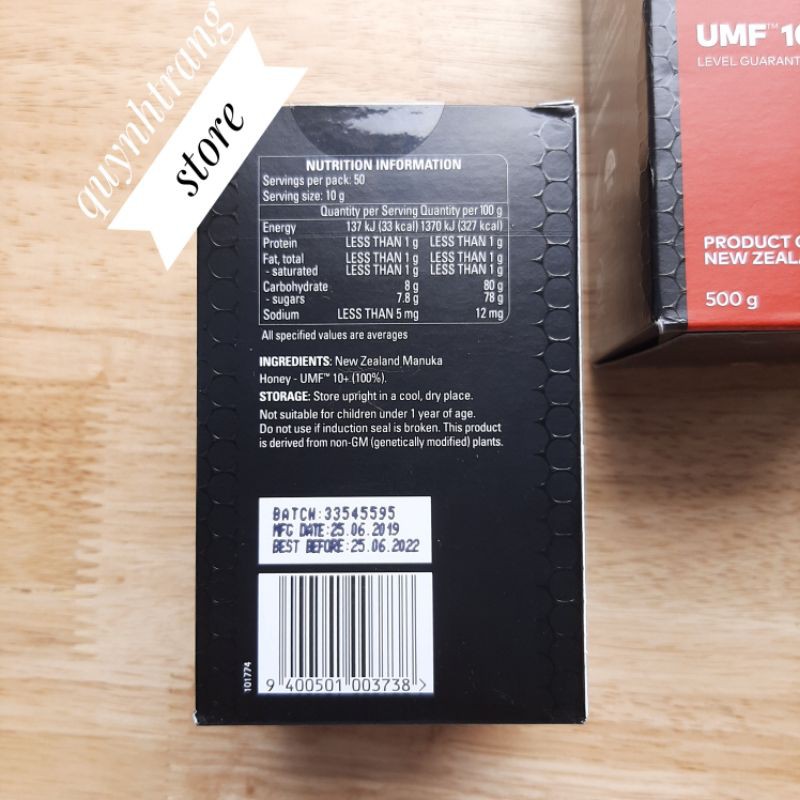 quynhtrang
store
UMF™ 10
LEVEL GUARANT
PRODUCT O
NEW ZEAL
500 g
NUTRITION INFORMATION
Servings per pack: 50
Serving size: 10 g
Quantity per Serving Quantity per 100 g
Energy 137 kJ (33 kcal) 1370 kJ (327 kcal)
Protein LESS THAN 1 g LESS THAN 1 g
Fat, total LESS THAN 1 g LESS THAN 1 g
- saturated LESS THAN 1 g LESS THAN 1 g
Carbohydrate 8 g 80 g
- sugars 7.8 g 78 g
Sodium LESS THAN 5 mg 12 mg
All specified values are averages
INGREDIENTS: New Zealand Manuka
Honey - UMF™ 10+ (100%).
STORAGE: Store upright in a cool, dry place.
Not suitable for children under 1 year of age.
Do not use if induction seal is broken. This product
is derived from non-GM (genetically modified) plants.
BATCH:33545595
MFG DATE:25.06.2019
BEST BEFORE:25.06.2022
101774
9 400501 003738 >